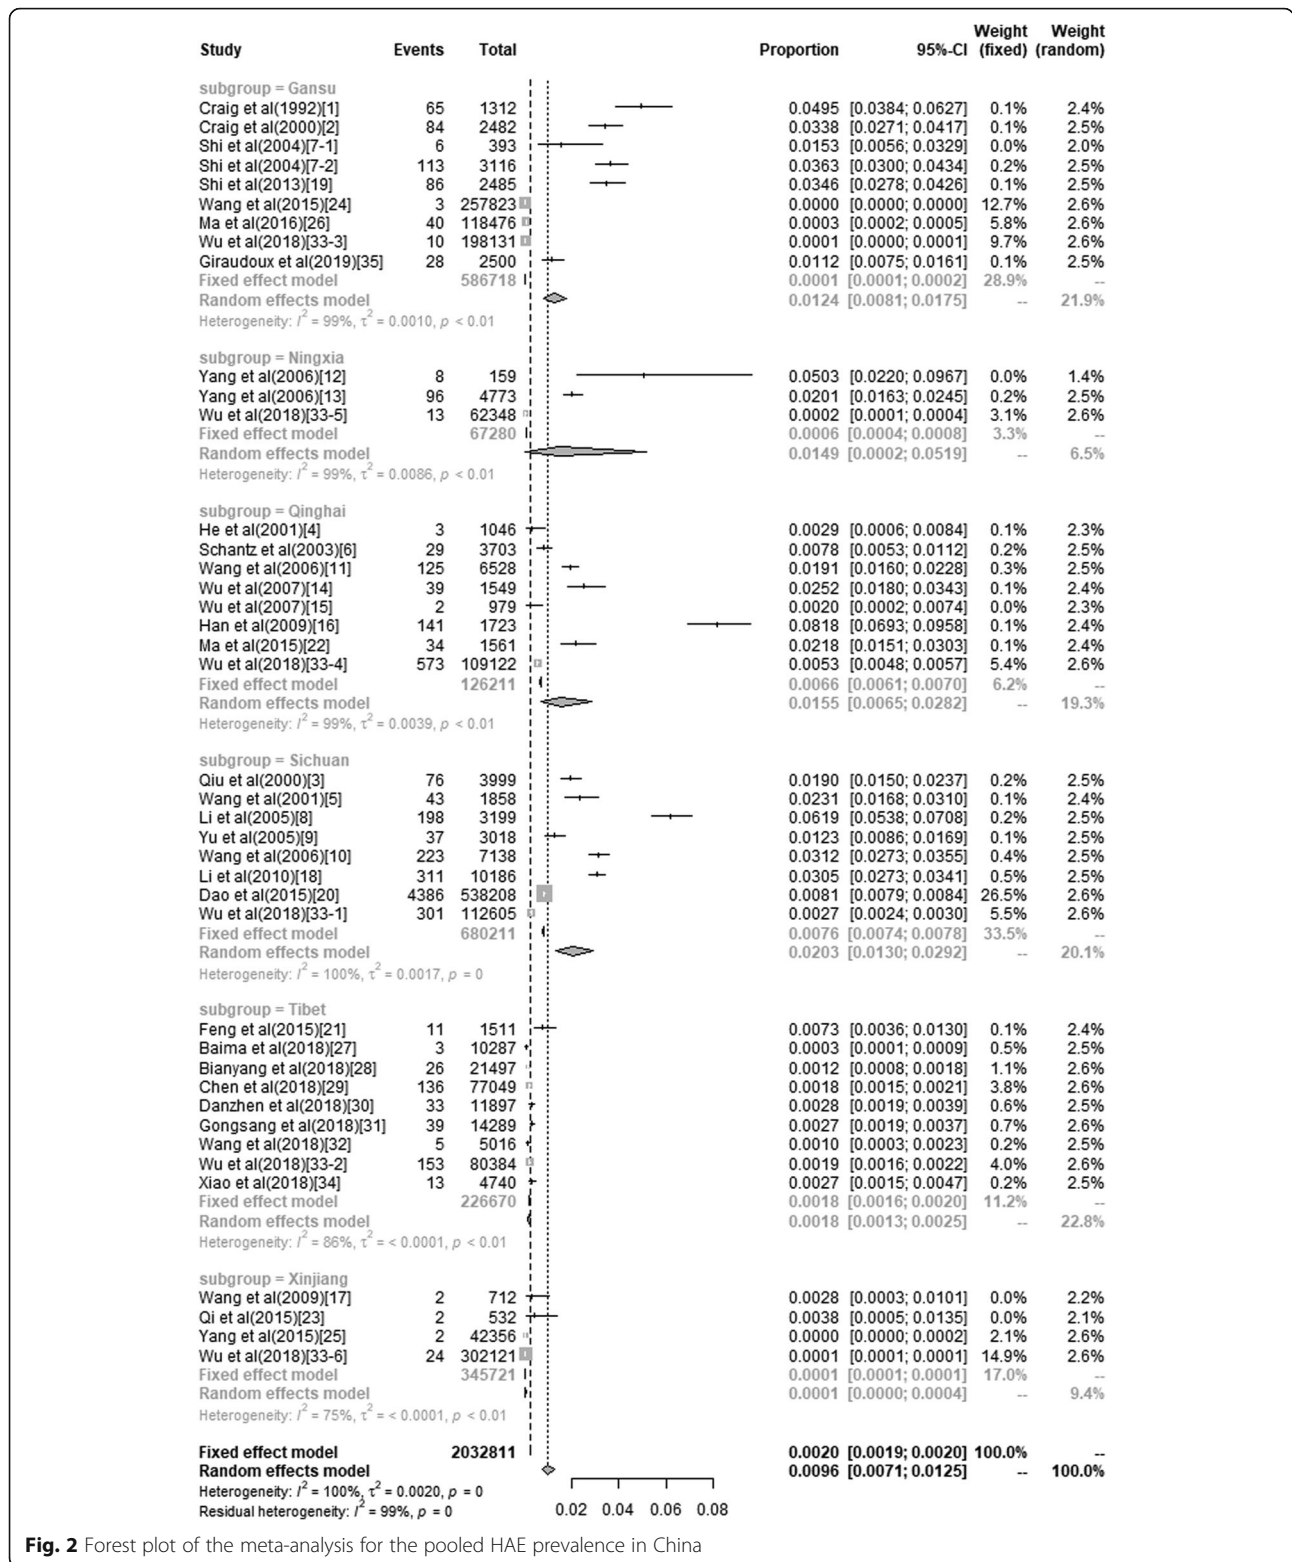 Study Events Total Proportion 95%-CI Weight (fixed) Weight (random)
subgroup = Gansu
Craig et al(1992)[1] 65 1312 0.0495 [0.0384; 0.0627] 0.1% 2.4%
Craig et al(2000)[2] 84 2482 0.0338 [0.0271; 0.0417] 0.1% 2.5%
Shi et al(2004)[7-1] 6 393 0.0153 [0.0056; 0.0329] 0.0% 2.0%
Shi et al(2004)[7-2] 113 3116 0.0363 [0.0300; 0.0434] 0.2% 2.5%
Shi et al(2013)[19] 86 2485 0.0346 [0.0278; 0.0426] 0.1% 2.5%
Wang et al(2015)[24] 3 257823 0.0000 [0.0000; 0.0000] 12.7% 2.6%
Ma et al(2016)[26] 40 118476 0.0003 [0.0002; 0.0005] 5.8% 2.6%
Wu et al(2018)[33-3] 10 198131 0.0001 [0.0000; 0.0001] 9.7% 2.6%
Giraudoux et al(2019)[35] 28 2500 0.0112 [0.0075; 0.0161] 0.1% 2.5%
Fixed effect model 586718 0.0001 [0.0001; 0.0002] 28.9% --
Random effects model 0.0124 [0.0081; 0.0175] -- 21.9%
Heterogeneity: I² = 99%, τ² = 0.0010, p < 0.01
subgroup = Ningxia
Yang et al(2006)[12] 8 159 0.0503 [0.0220; 0.0967] 0.0% 1.4%
Yang et al(2006)[13] 96 4773 0.0201 [0.0163; 0.0245] 0.2% 2.5%
Wu et al(2018)[33-5] 13 62348 0.0002 [0.0001; 0.0004] 3.1% 2.6%
Fixed effect model 67280 0.0006 [0.0004; 0.0008] 3.3% --
Random effects model 0.0149 [0.0002; 0.0519] -- 6.5%
Heterogeneity: I² = 99%, τ² = 0.0086, p < 0.01
subgroup = Qinghai
He et al(2001)[4] 3 1046 0.0029 [0.0006; 0.0084] 0.1% 2.3%
Schantz et al(2003)[6] 29 3703 0.0078 [0.0053; 0.0112] 0.2% 2.5%
Wang et al(2006)[11] 125 6528 0.0191 [0.0160; 0.0228] 0.3% 2.5%
Wu et al(2007)[14] 39 1549 0.0252 [0.0180; 0.0343] 0.1% 2.4%
Wu et al(2007)[15] 2 979 0.0020 [0.0002; 0.0074] 0.0% 2.3%
Han et al(2009)[16] 141 1723 0.0818 [0.0693; 0.0958] 0.1% 2.4%
Ma et al(2015)[22] 34 1561 0.0218 [0.0151; 0.0303] 0.1% 2.4%
Wu et al(2018)[33-4] 573 109122 0.0053 [0.0048; 0.0057] 5.4% 2.6%
Fixed effect model 126211 0.0066 [0.0061; 0.0070] 6.2% --
Random effects model 0.0155 [0.0065; 0.0282] -- 19.3%
Heterogeneity: I² = 99%, τ² = 0.0039, p < 0.01
subgroup = Sichuan
Qiu et al(2000)[3] 76 3999 0.0190 [0.0150; 0.0237] 0.2% 2.5%
Wang et al(2001)[5] 43 1858 0.0231 [0.0168; 0.0310] 0.1% 2.4%
Li et al(2005)[8] 198 3199 0.0619 [0.0538; 0.0708] 0.2% 2.5%
Yu et al(2005)[9] 37 3018 0.0123 [0.0086; 0.0169] 0.1% 2.5%
Wang et al(2006)[10] 223 7138 0.0312 [0.0273; 0.0355] 0.4% 2.5%
Li et al(2010)[18] 311 10186 0.0305 [0.0273; 0.0341] 0.5% 2.5%
Dao et al(2015)[20] 4386 538208 0.0081 [0.0079; 0.0084] 26.5% 2.6%
Wu et al(2018)[33-1] 301 112605 0.0027 [0.0024; 0.0030] 5.5% 2.6%
Fixed effect model 680211 0.0076 [0.0074; 0.0078] 33.5% --
Random effects model 0.0203 [0.0130; 0.0292] -- 20.1%
Heterogeneity: I² = 100%, τ² = 0.0017, p = 0
subgroup = Tibet
Feng et al(2015)[21] 11 1511 0.0073 [0.0036; 0.0130] 0.1% 2.4%
Baima et al(2018)[27] 3 10287 0.0003 [0.0001; 0.0009] 0.5% 2.5%
Bianyang et al(2018)[28] 26 21497 0.0012 [0.0008; 0.0018] 1.1% 2.6%
Chen et al(2018)[29] 136 77049 0.0018 [0.0015; 0.0021] 3.8% 2.6%
Danzhen et al(2018)[30] 33 11897 0.0028 [0.0019; 0.0039] 0.6% 2.5%
Gongsang et al(2018)[31] 39 14289 0.0027 [0.0019; 0.0037] 0.7% 2.6%
Wang et al(2018)[32] 5 5016 0.0010 [0.0003; 0.0023] 0.2% 2.5%
Wu et al(2018)[33-2] 153 80384 0.0019 [0.0016; 0.0022] 4.0% 2.6%
Xiao et al(2018)[34] 13 4740 0.0027 [0.0015; 0.0047] 0.2% 2.5%
Fixed effect model 226670 0.0018 [0.0016; 0.0020] 11.2% --
Random effects model 0.0018 [0.0013; 0.0025] -- 22.8%
Heterogeneity: I² = 86%, τ² = < 0.0001, p < 0.01
subgroup = Xinjiang
Wang et al(2009)[17] 2 712 0.0028 [0.0003; 0.0101] 0.0% 2.2%
Qi et al(2015)[23] 2 532 0.0038 [0.0005; 0.0135] 0.0% 2.1%
Yang et al(2015)[25] 2 42356 0.0000 [0.0000; 0.0002] 2.1% 2.6%
Wu et al(2018)[33-6] 24 302121 0.0001 [0.0001; 0.0001] 14.9% 2.6%
Fixed effect model 345721 0.0001 [0.0001; 0.0001] 17.0% --
Random effects model 0.0001 [0.0000; 0.0004] -- 9.4%
Heterogeneity: I² = 75%, τ² = < 0.0001, p < 0.01
Fixed effect model 2032811 0.0020 [0.0019; 0.0020] 100.0% --
Random effects model 0.0096 [0.0071; 0.0125] -- 100.0%
Heterogeneity: I² = 100%, τ² = 0.0020, p = 0
Residual heterogeneity: I² = 99%, p = 0
0.02 0.04 0.06 0.08
Fig. 2 Forest plot of the meta-analysis for the pooled HAE prevalence in China